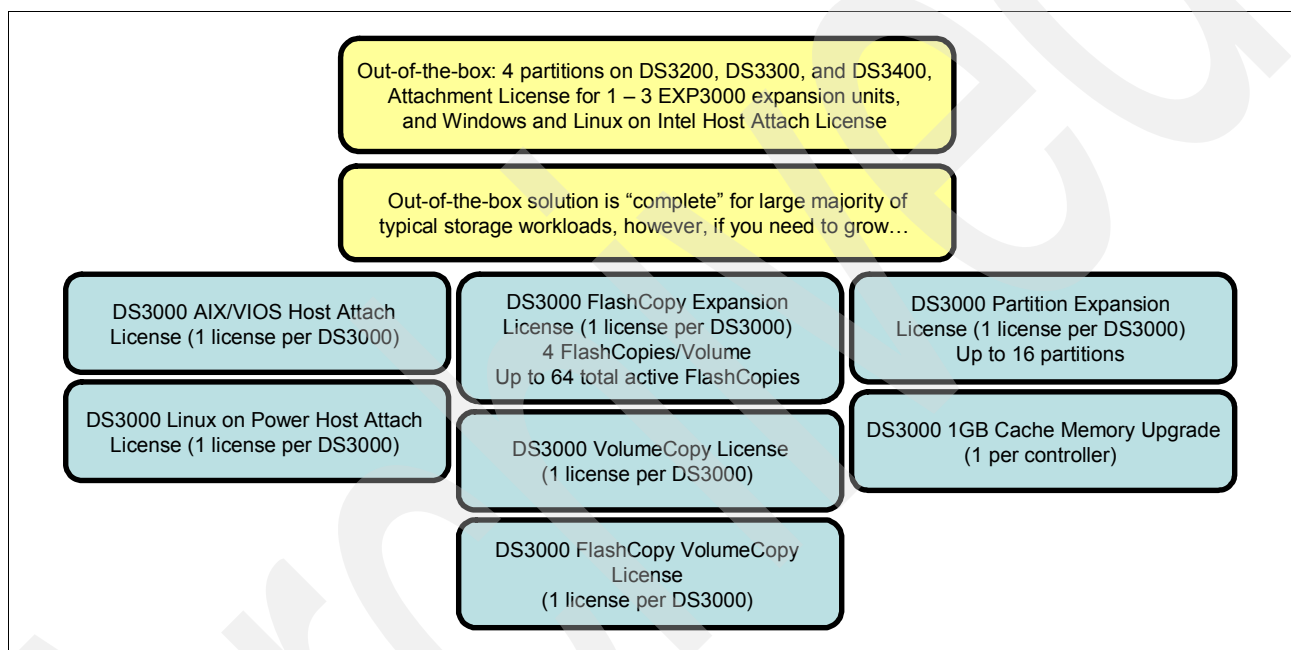 Out-of-the-box: 4 partitions on DS3200, DS3300, and DS3400,
Attachment License for 1 – 3 EXP3000 expansion units,
and Windows and Linux on Intel Host Attach License
Out-of-the-box solution is “complete” for large majority of
typical storage workloads, however, if you need to grow…
DS3000 AIX/VIOS Host Attach
License (1 license per DS3000)
DS3000 Linux on Power Host Attach
License (1 license per DS3000)
DS3000 FlashCopy Expansion
License (1 license per DS3000)
4 FlashCopies/Volume
Up to 64 total active FlashCopies
DS3000 VolumeCopy License
(1 license per DS3000)
DS3000 FlashCopy VolumeCopy
License
(1 license per DS3000)
DS3000 Partition Expansion
License (1 license per DS3000)
Up to 16 partitions
DS3000 1GB Cache Memory Upgrade
(1 per controller)